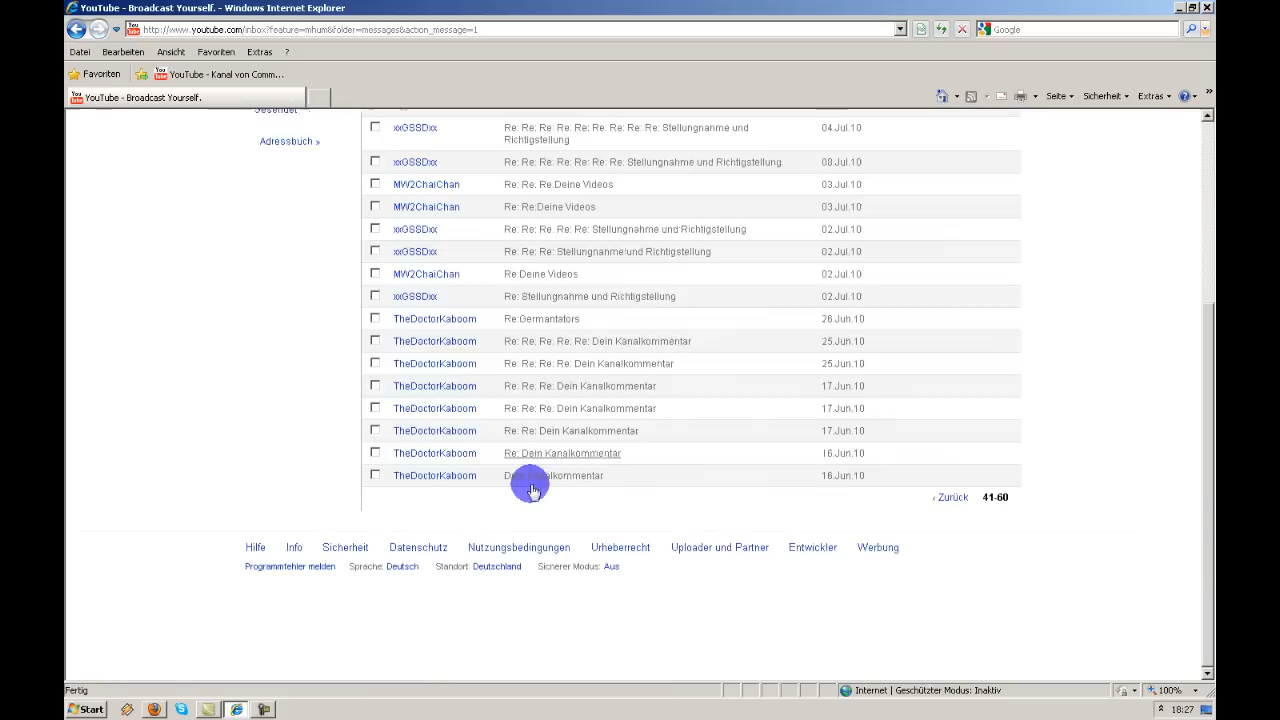 YouTube - Broadcast Yourself. - Windows Internet Explorer
http://www.youtube.com/inbox?feature=mhum&folder=messages&action_message=1
Google
Datei Bearbeiten Ansicht Favoriten Extras ?
Favoriten YouTube - Kanal von Comm...
YouTube - Broadcast Yourself.
Seite Sicherheit Extras
Gesendet
Adressbuch »
xxGSSDxx Re: Re: Re: Re: Re: Re: Re: Re: Stellungnahme und 04.Jul.10
Richtigstellung
xxGSSDxx Re: Re: Re: Re: Re: Re: Stellungnahme und Richtigstellung 08.Jul.10
MW2ChaiChan Re: Re: Re:Deine Videos 03.Jul.10
MW2ChaiChan Re: Re:Deine Videos 03.Jul.10
xxGSSDxx Re: Re: Re: Re: Stellungnahme und Richtigstellung 02.Jul.10
xxGSSDxx Re: Re: Re: Stellungnahme und Richtigstellung 02.Jul.10
MW2ChaiChan Re:Deine Videos 02.Jul.10
xxGSSDxx Re: Stellungnahme und Richtigstellung 02.Jul.10
TheDoctorKaboom Re:Germantators 26.Jun.10
TheDoctorKaboom Re: Re: Re: Re: Dein Kanalkommentar 25.Jun.10
TheDoctorKaboom Re: Re: Re: Dein Kanalkommentar 25.Jun.10
TheDoctorKaboom Re: Re: Re: Dein Kanalkommentar 17.Jun.10
TheDoctorKaboom Re: Re: Re: Dein Kanalkommentar 17.Jun.10
TheDoctorKaboom Re: Re: Dein Kanalkommentar 17.Jun.10
TheDoctorKaboom Re: Dein Kanalkommentar 16.Jun.10
TheDoctorKaboom Dein Kanalkommentar 16.Jun.10
‹ Zurück 41-60
Hilfe Info Sicherheit Datenschutz Nutzungsbedingungen Urheberrecht Uploader und Partner Entwickler Werbung
Programmfehler melden Sprache: Deutsch Standort: Deutschland Sicherer Modus: Aus
Fertig Internet | Geschützter Modus: Inaktiv 100%
Start 18:27